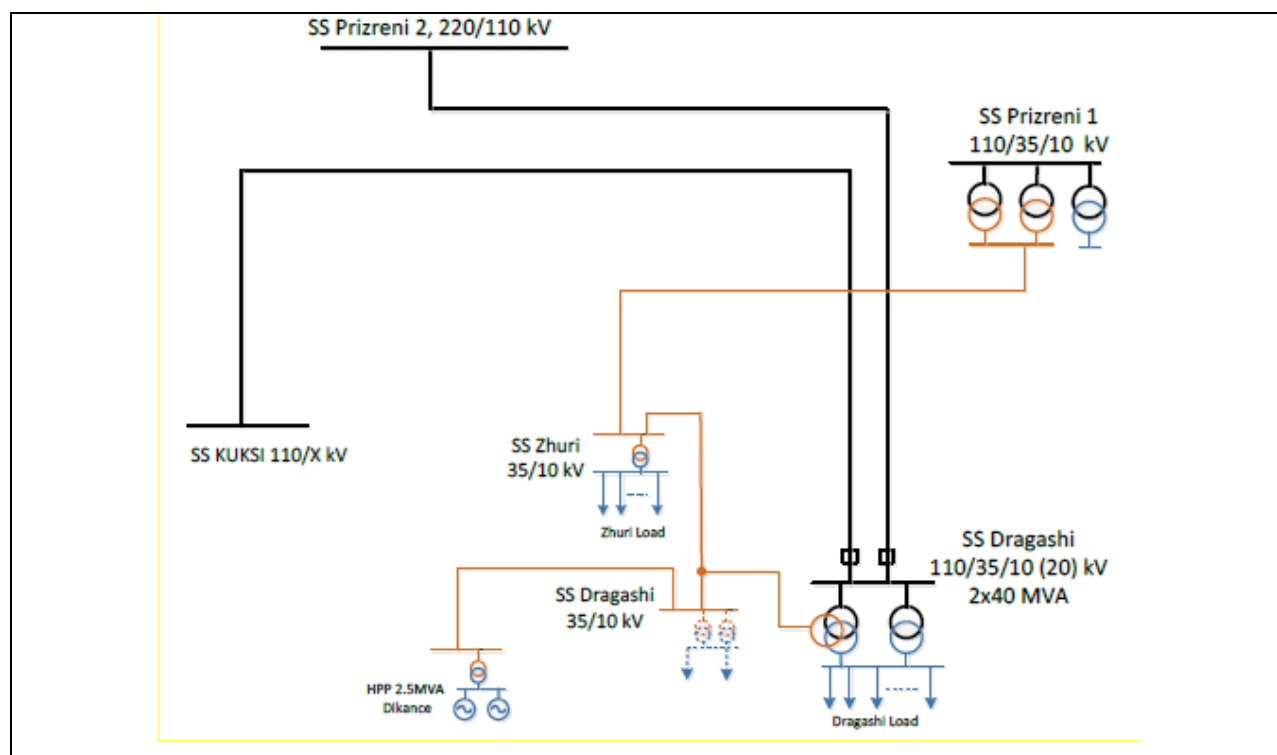 SS Prizreni 2, 220/110 kV
SS Prizreni 1
110/35/10 kV
SS KUKSI 110/X kV
SS Zhuri
35/10 kV
Zhuri Load
SS Dragashi
110/35/10 (20) kV
2x40 MVA
SS Dragashi
35/10 kV
HPP 2.5MVA
Dikance
Dragashi Load